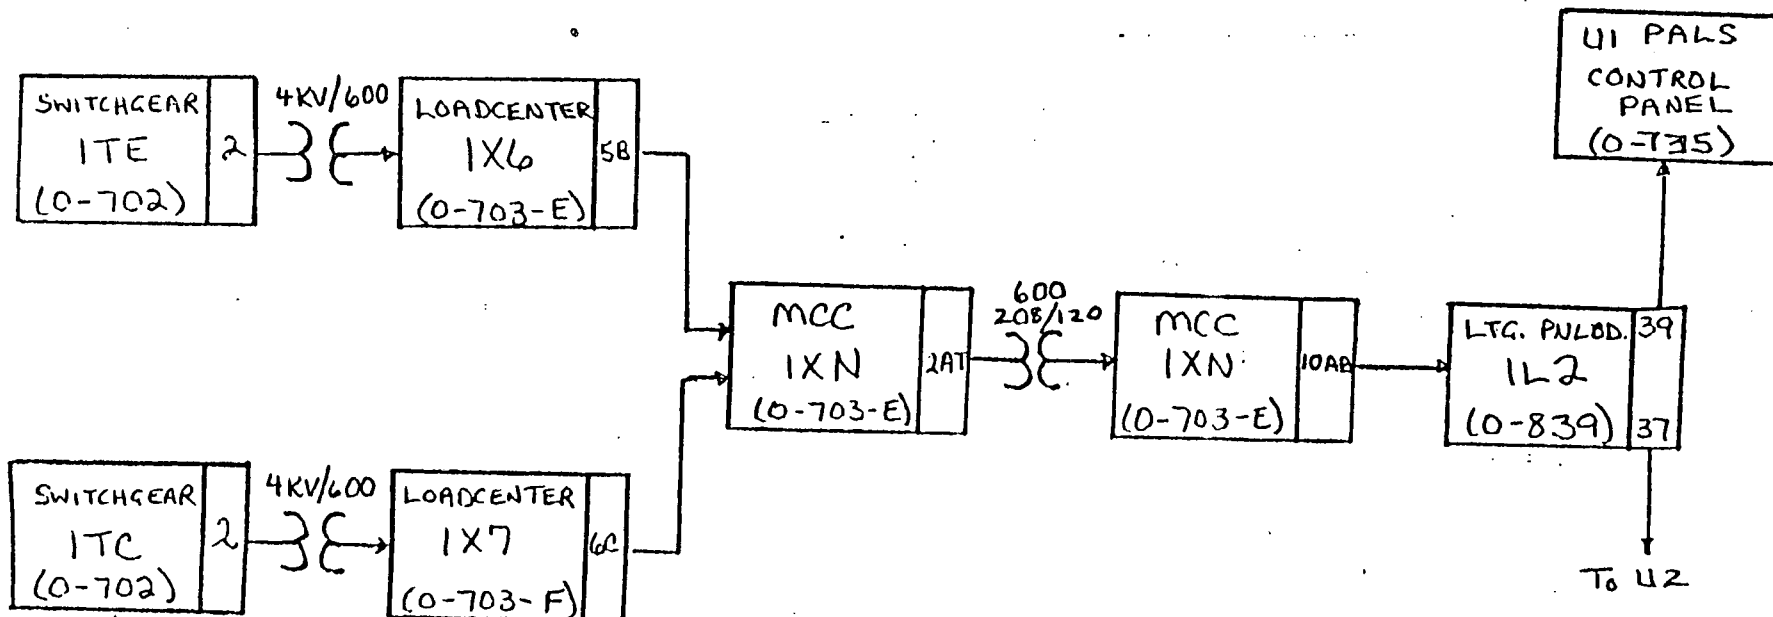 SWITCHGEAR
1TE
(0-702)
2
4KV/600
LOADCENTER
1X6
(0-703-E)
5B
SWITCHGEAR
1TC
(0-702)
2
4KV/600
LOADCENTER
1X7
(0-703-F)
6C
MCC
1XN
(0-703-E)
2AT
600
208/120
MCC
1XN
(0-703-E)
10AB
LTG. PNLBD.
1L2
(0-839)
39
37
U1 PALS
CONTROL
PANEL
(0-735)
To U2